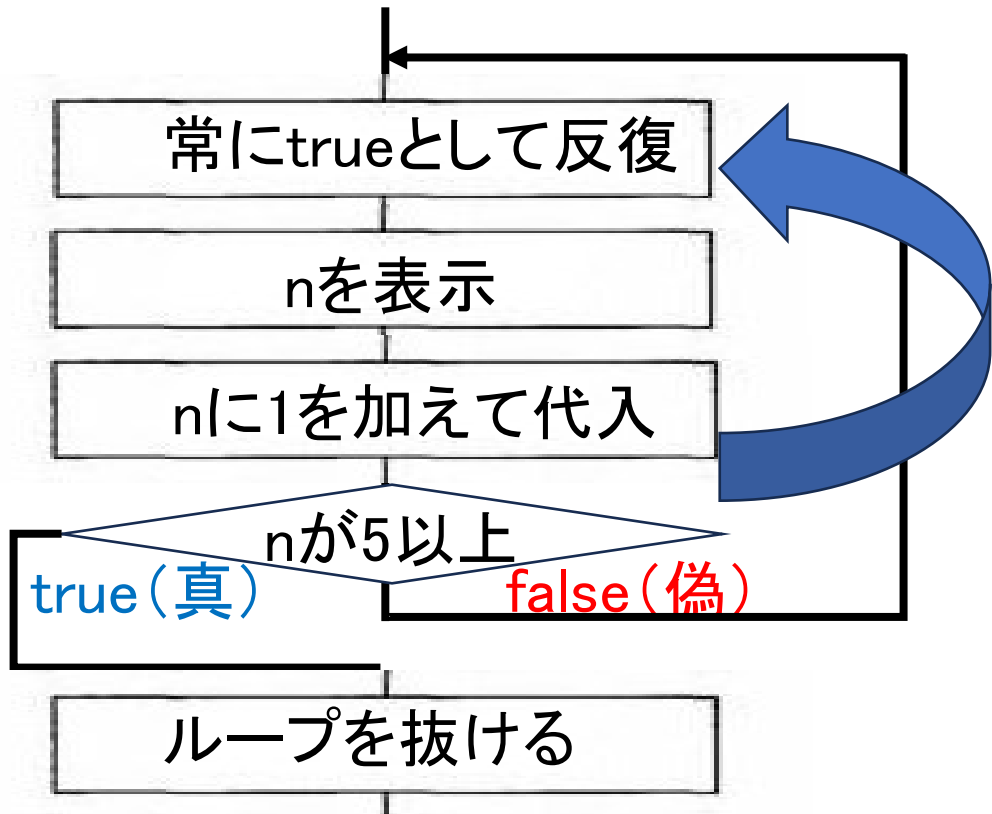 常にtrueとして反復
nを表示
nに1を加えて代入
nが5以上
true（真）
false（偽）
ループを抜ける